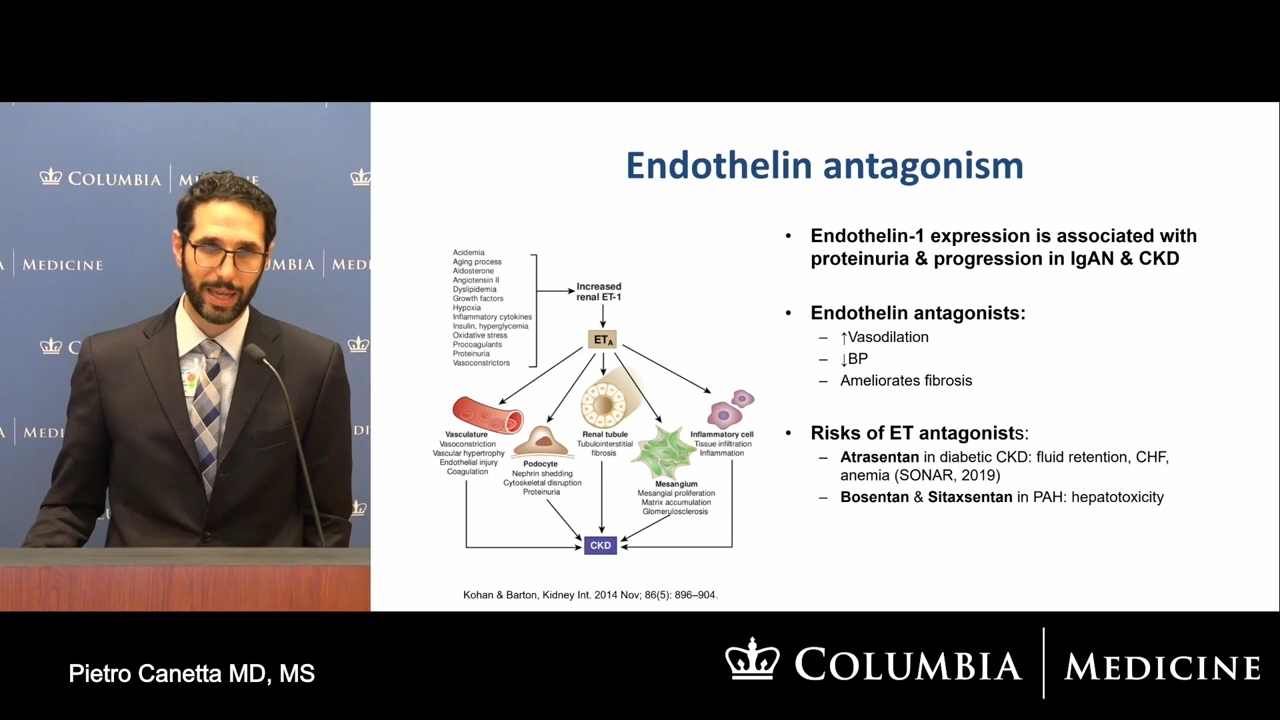 COLUMBIA
COLUMBIA
MEDICINE
MEDI
Endothelin antagonism
Acidemia
Aging process
Aldosterone
Angiotensin II
Dyslipidemia
Growth factors
Hypoxia
Inflammatory cytokines
Insulin, hyperglycemia
Oxidative stress
Procoagulants
Proteinuria
Vasoconstrictors
Increased
renal ET-1
ETA
Vasculature
Vasoconstriction
Vascular hypertrophy
Endothelial injury
Coagulation
Podocyte
Nephrin shedding
Cytoskeletal disruption
Proteinuria
Renal tubule
Tubulointerstitial
fibrosis
Mesangium
Mesangial proliferation
Matrix accumulation
Glomerulosclerosis
Inflammatory cell
Tissue infiltration
Inflammation
CKD
Kohan & Barton, Kidney Int. 2014 Nov; 86(5): 896–904.
• Endothelin-1 expression is associated with
proteinuria & progression in IgAN & CKD
• Endothelin antagonists:
– ↑Vasodilation
– ↓BP
– Ameliorates fibrosis
• Risks of ET antagonists:
– Atrasentan in diabetic CKD: fluid retention, CHF,
anemia (SONAR, 2019)
– Bosentan & Sitaxsentan in PAH: hepatotoxicity
Pietro Canetta MD, MS
COLUMBIA MEDICINE